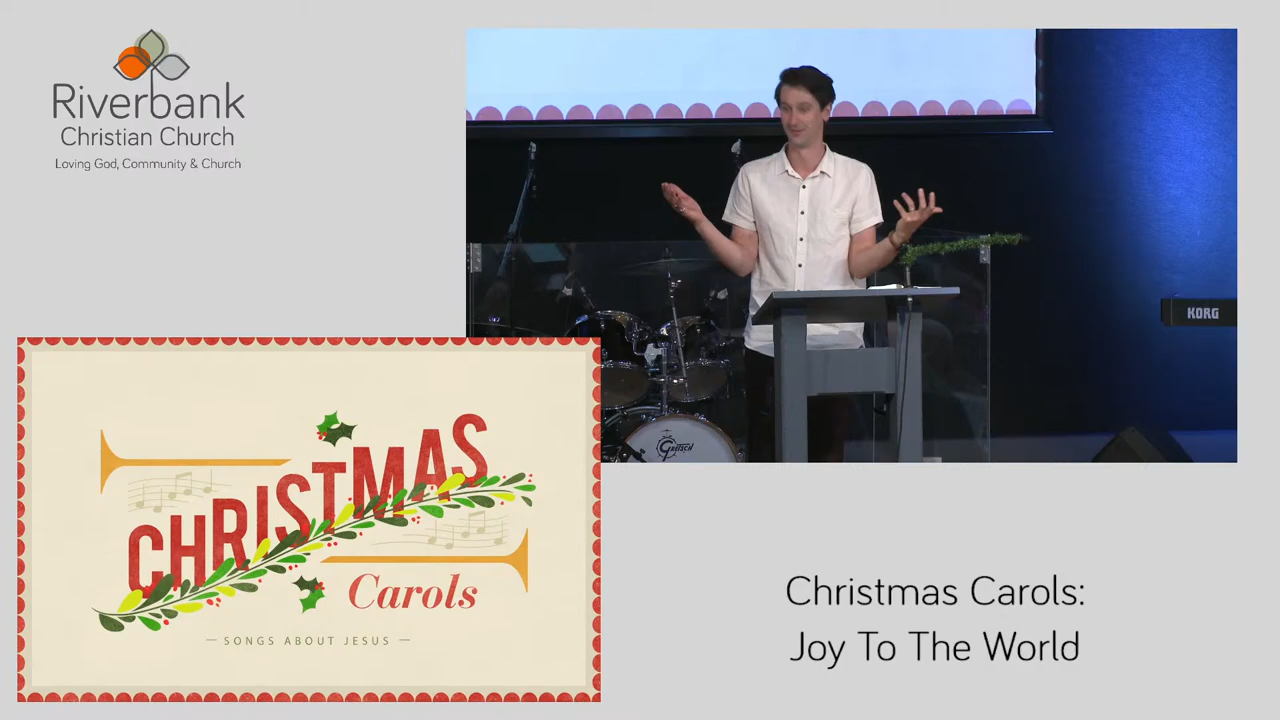 Riverbank
Christian Church
Loving God, Community & Church
KORG
Gretsch
CHRISTMAS
Carols
— SONGS ABOUT JESUS —
Christmas Carols:
Joy To The World